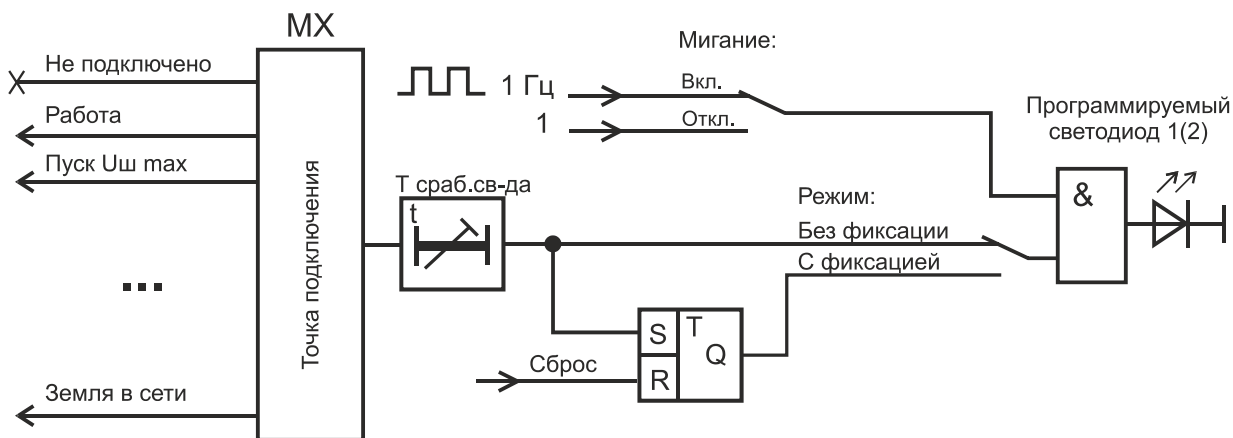 MX
Не подключено
Работа
Пуск Uш max
...
Земля в сети
Точка подключения
Т сраб.св-да
t
1 Гц
1
Мигание:
Вкл.
Откл.
Режим:
Без фиксации
С фиксацией
Сброс
S
R
T
Q
Программируемый
светодиод 1(2)
&